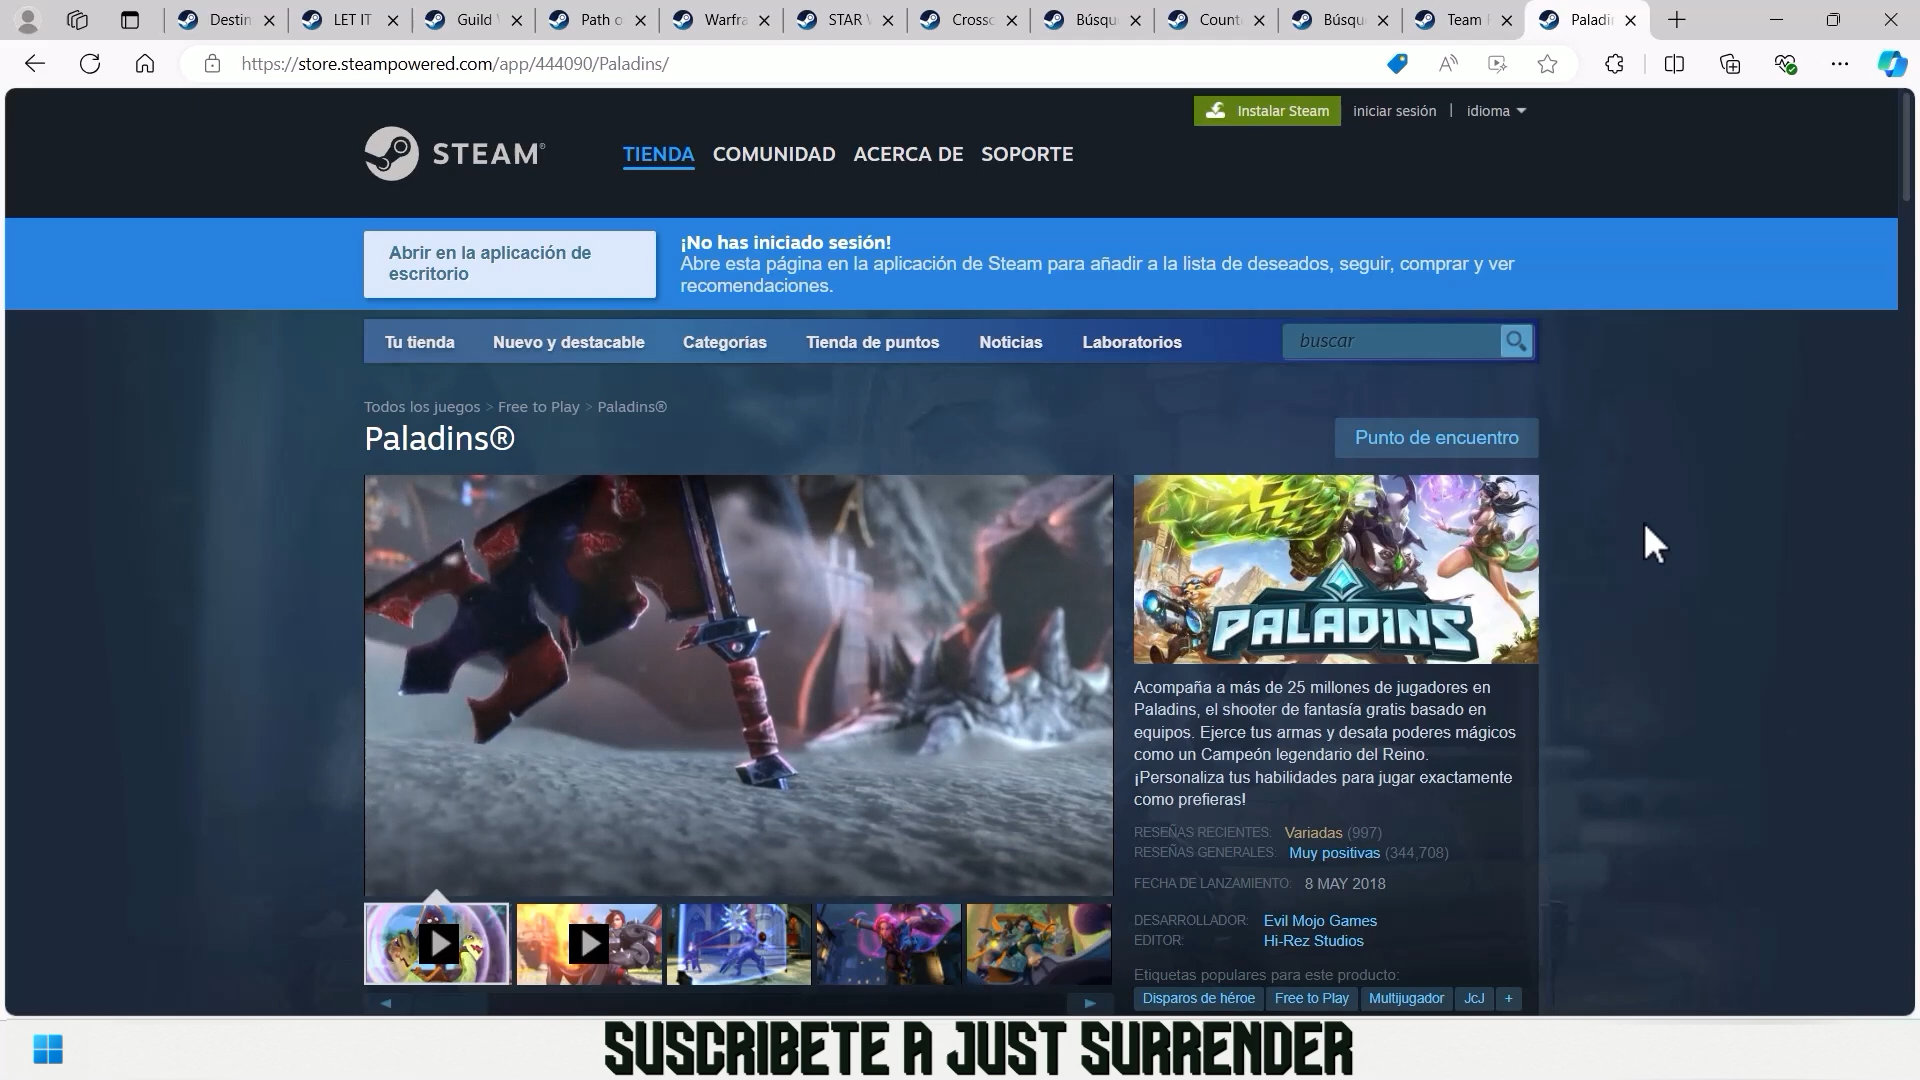 Destin
LET IT
Guild
Path o
Warfra
STAR
Crossc
Búsqu
Count
Búsqu
Team
Paladin
https://store.steampowered.com/app/444090/Paladins/
Instalar Steam
iniciar sesión | idioma
STEAM®
TIENDA
COMUNIDAD
ACERCA DE
SOPORTE
Abrir en la aplicación de
escritorio
¡No has iniciado sesión!
Abre esta página en la aplicación de Steam para añadir a la lista de deseados, seguir, comprar y ver
recomendaciones.
Tu tienda
Nuevo y destacable
Categorías
Tienda de puntos
Noticias
Laboratorios
buscar
Todos los juegos > Free to Play > Paladins®
Paladins®
Punto de encuentro
PALADINS
Acompaña a más de 25 millones de jugadores en
Paladins, el shooter de fantasía gratis basado en
equipos. Ejerce tus armas y desata poderes mágicos
como un Campeón legendario del Reino.
¡Personaliza tus habilidades para jugar exactamente
como prefieras!
RESEÑAS RECIENTES: Variadas (997)
RESEÑAS GENERALES: Muy positivas (344,708)
FECHA DE LANZAMIENTO: 8 MAY 2018
DESARROLLADOR: Evil Mojo Games
EDITOR: Hi-Rez Studios
Etiquetas populares para este producto:
Disparos de héroe
Free to Play
Multijugador
JcJ
+
SUSCRIBETE A JUST SURRENDER